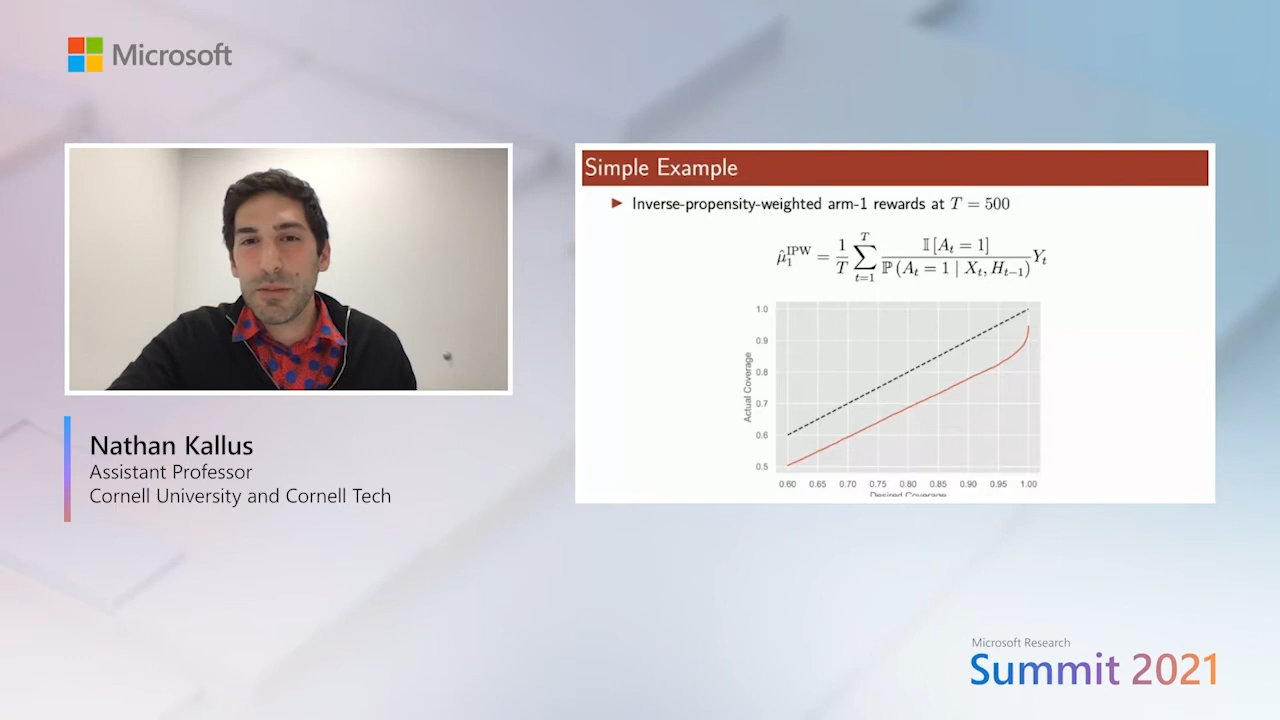 Microsoft
Simple Example
Inverse-propensity-weighted arm-1 rewards at T = 500
μ̂₁^IPW = 1/T ∑_{t=1}^{T} 𝕀[A_t = 1] / ℙ(A_t = 1 | X_t, H_{t−1}) Y_t
1.0
0.9
0.8
0.7
0.6
0.5
Actual Coverage
0.60 0.65 0.70 0.75 0.80 0.85 0.90 0.95 1.00
Desired Coverage
Nathan Kallus
Assistant Professor
Cornell University and Cornell Tech
Microsoft Research
Summit 2021